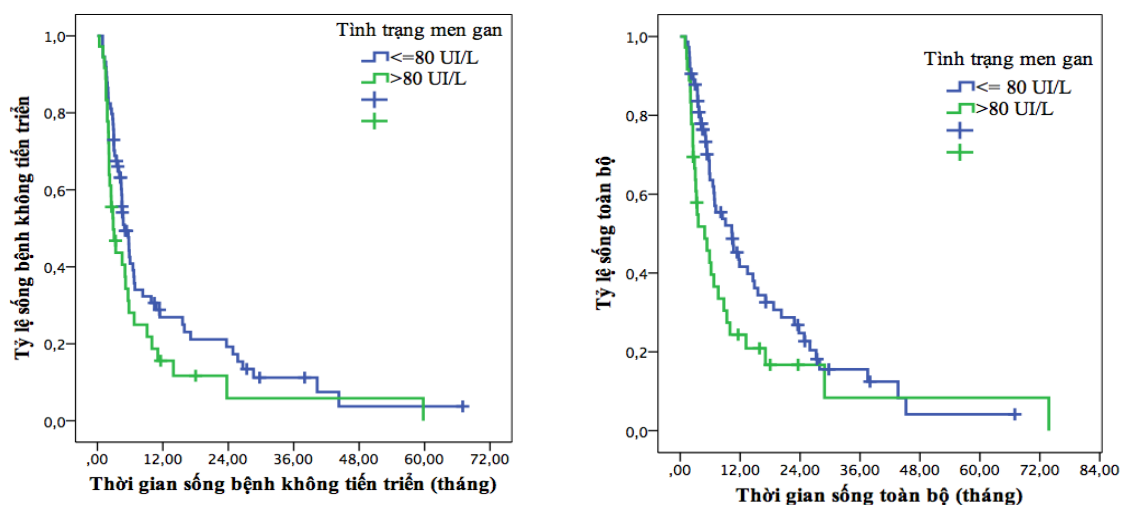 Tình trạng men gan
<=80 UI/L
>80 UI/L
Tỷ lệ sống bệnh không tiến triển
1,0
0,8
0,6
0,4
0,2
0,0
,00 12,00 24,00 36,00 48,00 60,00 72,00
Thời gian sống bệnh không tiến triển (tháng)
Tình trạng men gan
<= 80 UI/L
>80 UI/L
Tỷ lệ sống toàn bộ
1,0
0,8
0,6
0,4
0,2
0,0
,00 12,00 24,00 36,00 48,00 60,00 72,00 84,00
Thời gian sống toàn bộ (tháng)